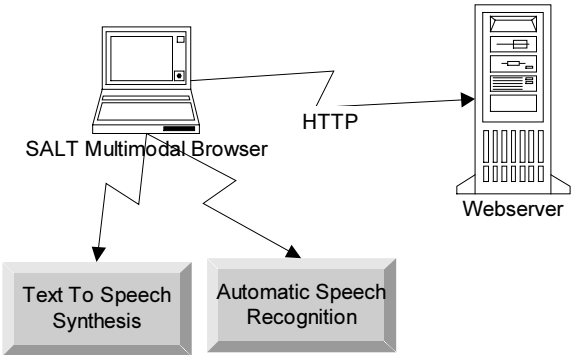 HTTP
SALT Multimodal Browser
Webserver
Text To Speech
Synthesis
Automatic Speech
Recognition